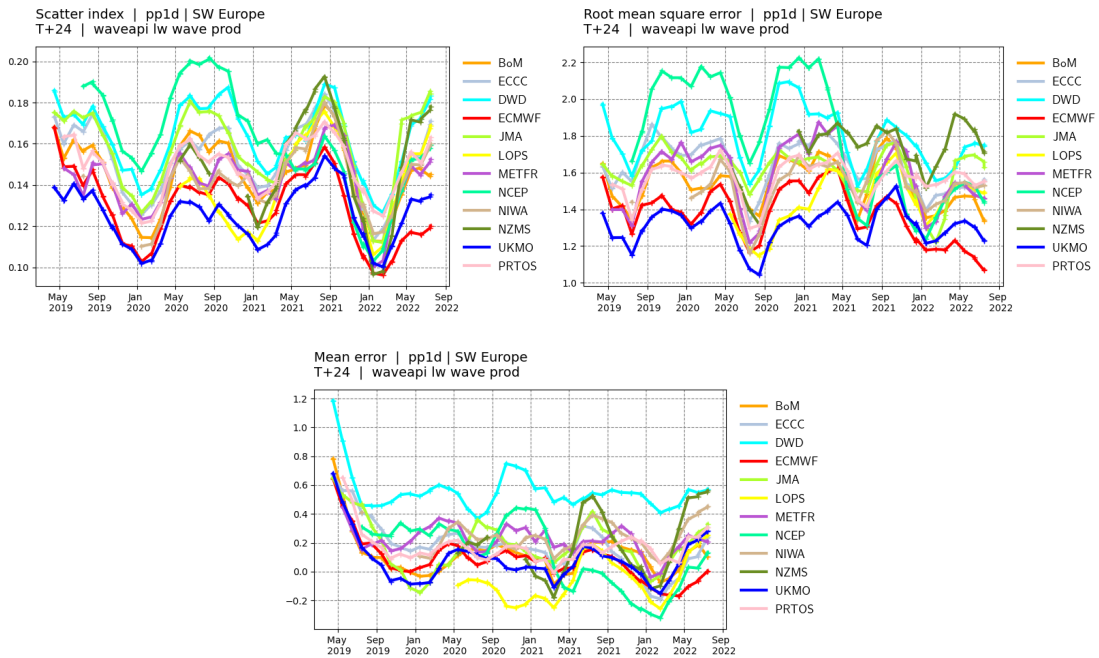 Scatter index | pp1d | SW Europe
T+24 | waveapi lw wave prod
0.20
0.18
0.16
0.14
0.12
0.10
May 2019
Sep 2019
Jan 2020
May 2020
Sep 2020
Jan 2021
May 2021
Sep 2021
Jan 2022
May 2022
Sep 2022
BoM
ECCC
DWD
ECMWF
JMA
LOPS
METFR
NCEP
NIWA
NZMS
UKMO
PRTOS
Root mean square error | pp1d | SW Europe
T+24 | waveapi lw wave prod
2.2
2.0
1.8
1.6
1.4
1.2
1.0
May 2019
Sep 2019
Jan 2020
May 2020
Sep 2020
Jan 2021
May 2021
Sep 2021
Jan 2022
May 2022
Sep 2022
BoM
ECCC
DWD
ECMWF
JMA
LOPS
METFR
NCEP
NIWA
NZMS
UKMO
PRTOS
Mean error | pp1d | SW Europe
T+24 | waveapi lw wave prod
1.2
1.0
0.8
0.6
0.4
0.2
0.0
−0.2
May 2019
Sep 2019
Jan 2020
May 2020
Sep 2020
Jan 2021
May 2021
Sep 2021
Jan 2022
May 2022
Sep 2022
BoM
ECCC
DWD
ECMWF
JMA
LOPS
METFR
NCEP
NIWA
NZMS
UKMO
PRTOS